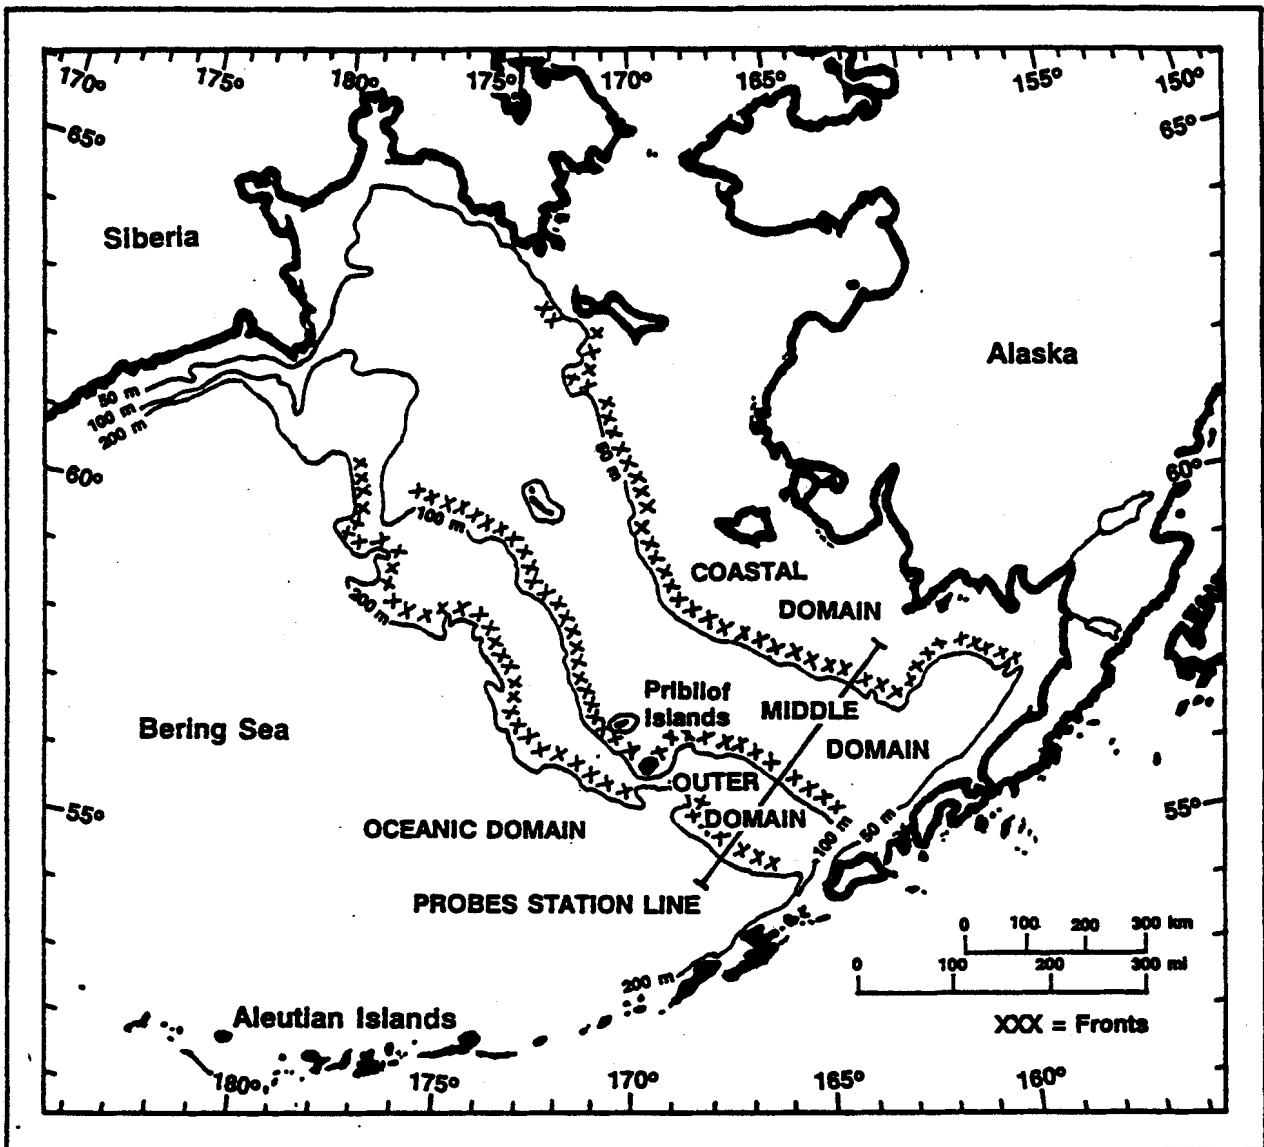 170° 175° 180° 175° 170° 165° 155° 150°
65° 65°
Siberia
Alaska
50 m
100 m
200 m
50 m
60° 60°
100 m
COASTAL
DOMAIN
200 m
Pribilof
Islands
MIDDLE
DOMAIN
Bering Sea
OUTER
DOMAIN
55° 55°
OCEANIC DOMAIN
100 m
50 m
PROBES STATION LINE
0 100 200 300 km
0 100 200 300 mi
200 m
Aleutian Islands
XXX = Fronts
180° 175° 170° 165° 160°